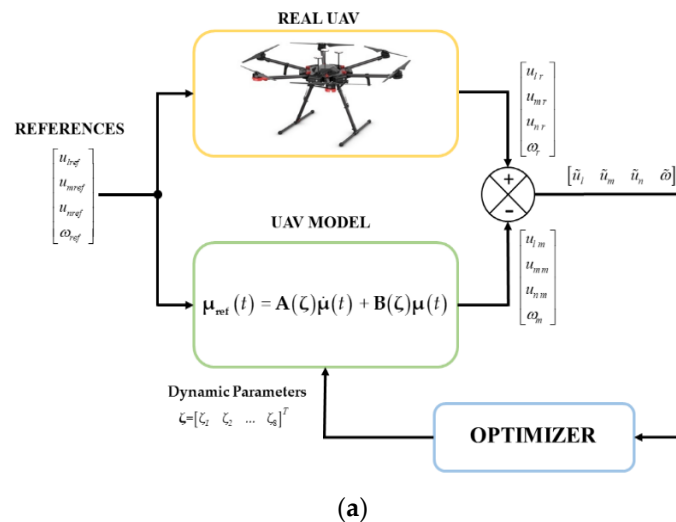 REAL UAV
REFERENCES
[u_lref
u_mref
u_nref
ω_ref]
[u_lr
u_mr
u_nr
ω_r]
+
-
[ũ_l ũ_m ũ_n ω̃]
UAV MODEL
μ_ref(t) = A(ζ)μ̇(t) + B(ζ)μ(t)
[u_lm
u_mm
u_nm
ω_m]
Dynamic Parameters
ζ=[ζ_1 ζ_2 ... ζ_8]^T
OPTIMIZER
(a)